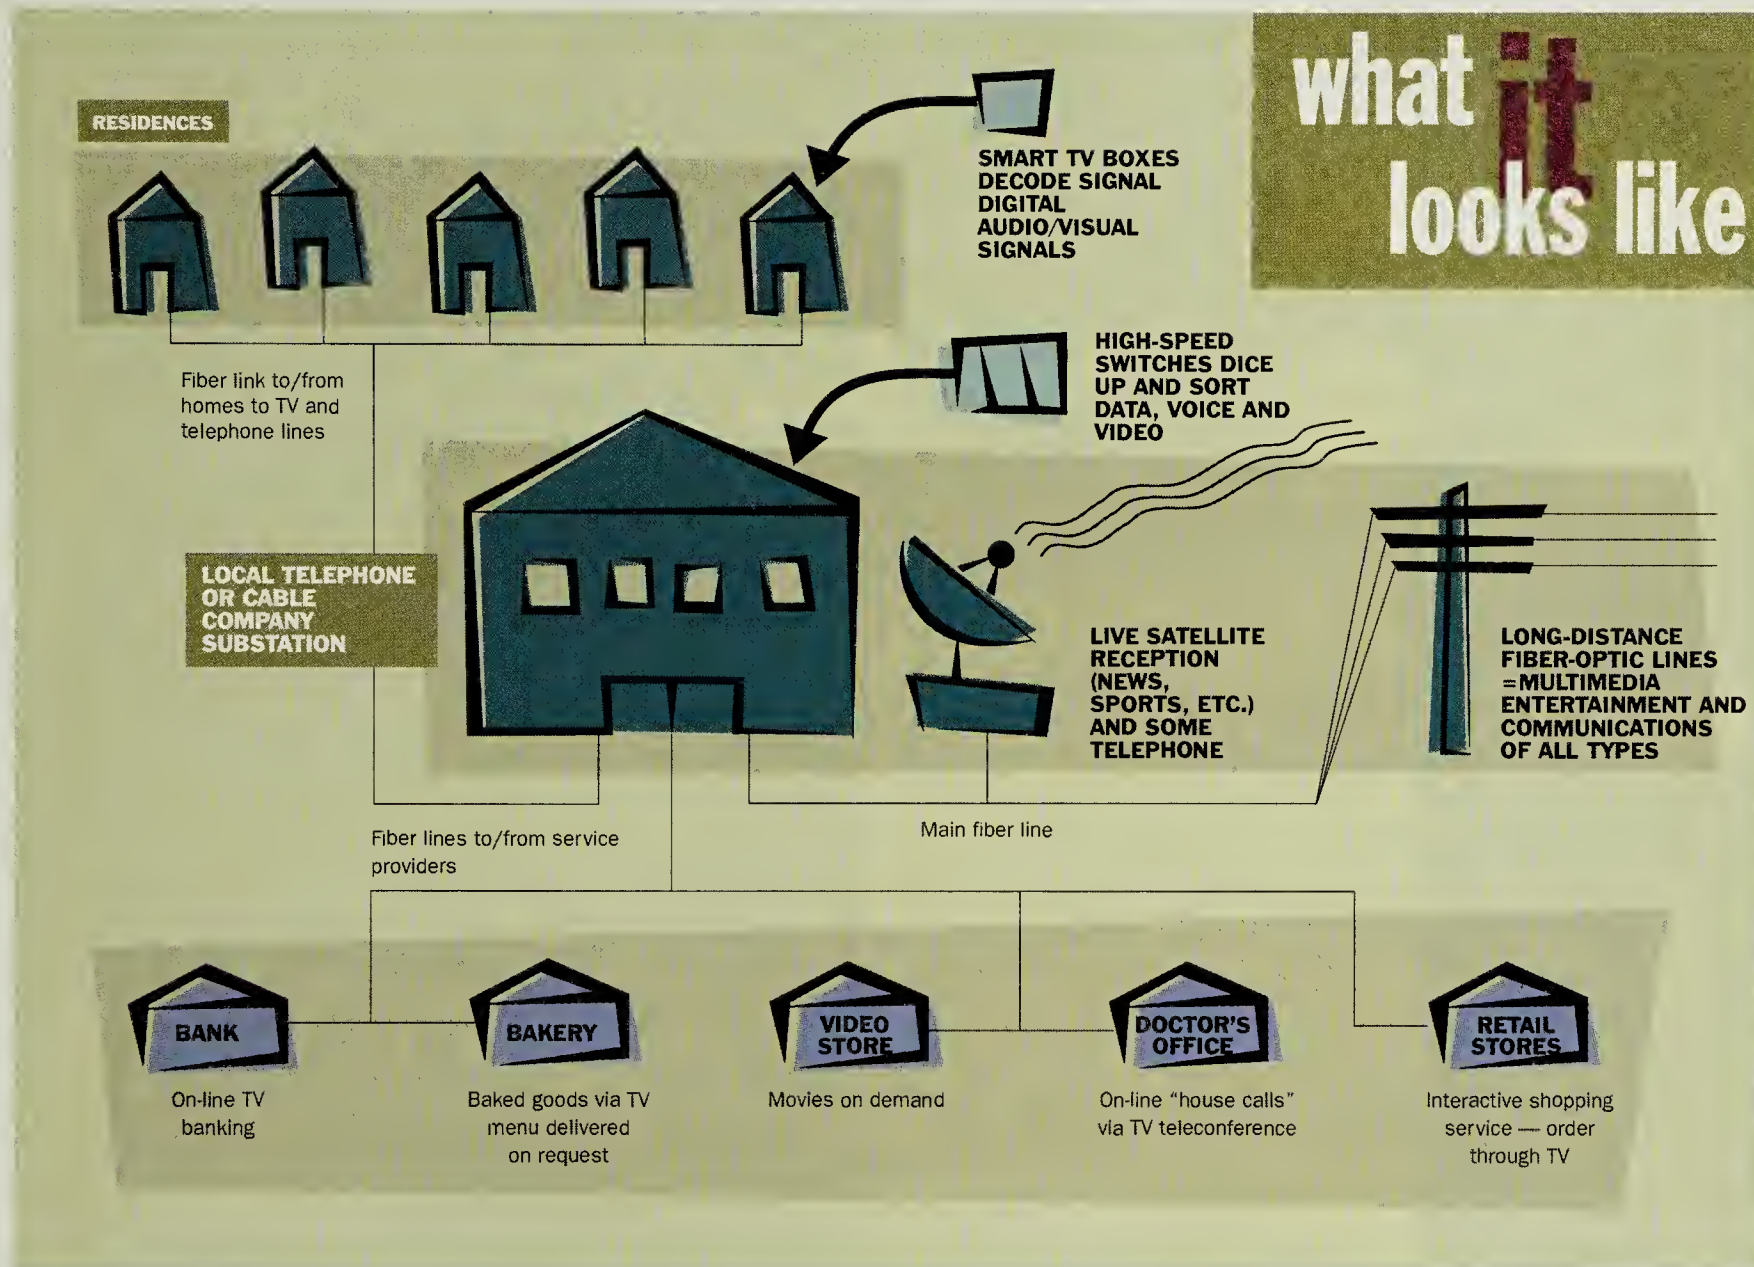 what it
looks like
RESIDENCES
SMART TV BOXES
DECODE SIGNAL
DIGITAL
AUDIO/VISUAL
SIGNALS
Fiber link to/from
homes to TV and
telephone lines
HIGH-SPEED
SWITCHES DICE
UP AND SORT
DATA, VOICE AND
VIDEO
LOCAL TELEPHONE
OR CABLE
COMPANY
SUBSTATION
LIVE SATELLITE
RECEPTION
(NEWS,
SPORTS, ETC.)
AND SOME
TELEPHONE
LONG-DISTANCE
FIBER-OPTIC LINES
=MULTIMEDIA
ENTERTAINMENT AND
COMMUNICATIONS
OF ALL TYPES
Fiber lines to/from service
providers
Main fiber line
BANK
On-line TV
banking
BAKERY
Baked goods via TV
menu delivered
on request
VIDEO
STORE
Movies on demand
DOCTOR'S
OFFICE
On-line “house calls”
via TV teleconference
RETAIL
STORES
Interactive shopping
service — order
through TV